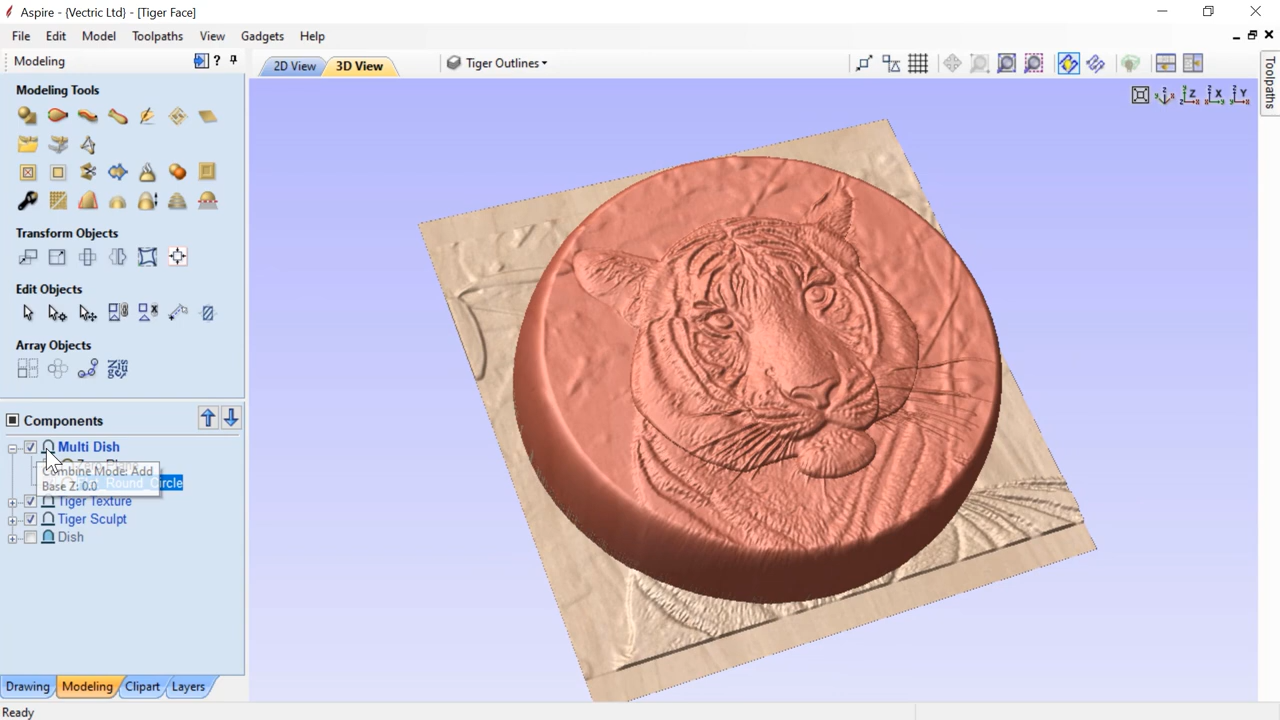 Aspire - {Vectric Ltd} - [Tiger Face]
File Edit Model Toolpaths View Gadgets Help
Modeling
2D View 3D View Tiger Outlines
Toolpaths
Modeling Tools
Transform Objects
Edit Objects
Array Objects
Components
Multi Dish
Combine Mode: Add
Base Z: 0.0
Round_Circle
Tiger Texture
Tiger Sculpt
Dish
Drawing Modeling Clipart Layers
Ready